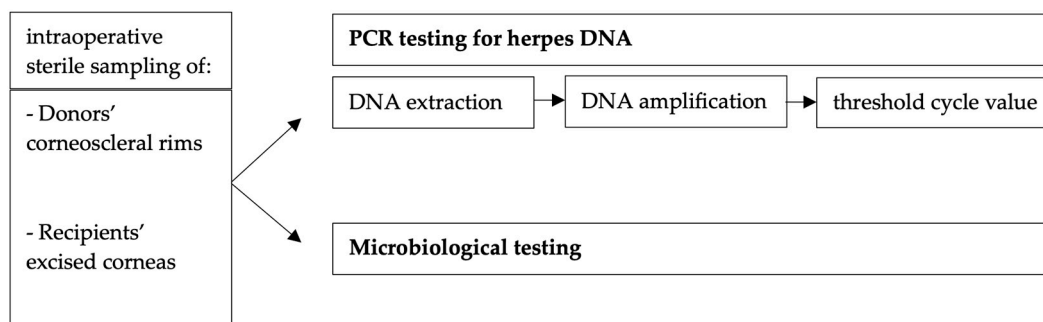 intraoperative
sterile sampling of:
- Donors’
corneoscleral rims
- Recipients’
excised corneas
PCR testing for herpes DNA
DNA extraction
DNA amplification
threshold cycle value
Microbiological testing